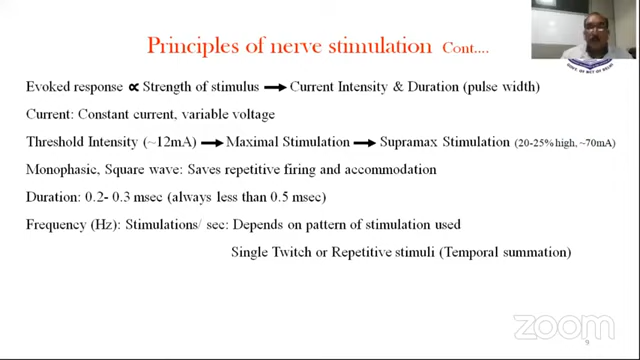 Principles of nerve stimulation Cont....
Evoked response ∝ Strength of stimulus → Current Intensity & Duration (pulse width)
Current: Constant current, variable voltage
Threshold Intensity (~12mA) → Maximal Stimulation → Supramax Stimulation (20-25% high, ~70mA)
Monophasic, Square wave: Saves repetitive firing and accommodation
Duration: 0.2- 0.3 msec (always less than 0.5 msec)
Frequency (Hz): Stimulations/ sec: Depends on pattern of stimulation used
Single Twitch or Repetitive stimuli (Temporal summation)
zoom
9